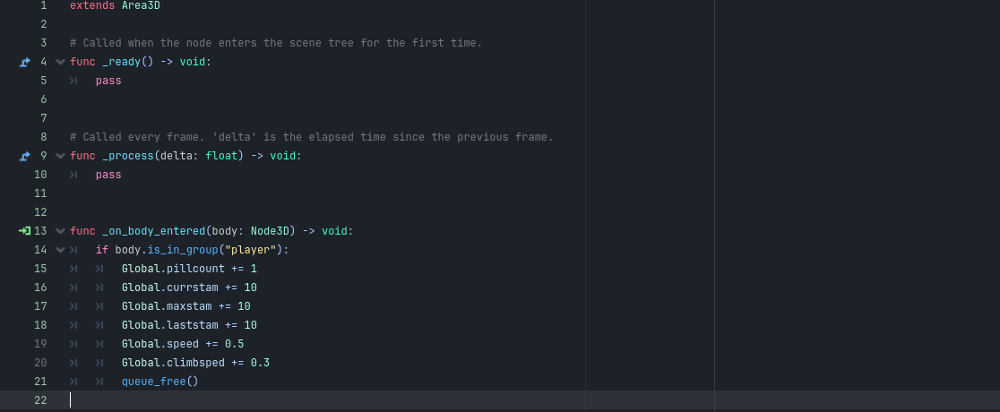 1 extends Area3D
2
3 # Called when the node enters the scene tree for the first time.
4 func _ready() -> void:
5 pass
6
7
8 # Called every frame. 'delta' is the elapsed time since the previous frame.
9 func _process(delta: float) -> void:
10 pass
11
12
13 func _on_body_entered(body: Node3D) -> void:
14 if body.is_in_group("player"):
15 Global.pillcount += 1
16 Global.currstam += 10
17 Global.maxstam += 10
18 Global.laststam += 10
19 Global.speed += 0.5
20 Global.climbsped += 0.3
21 queue_free()
22